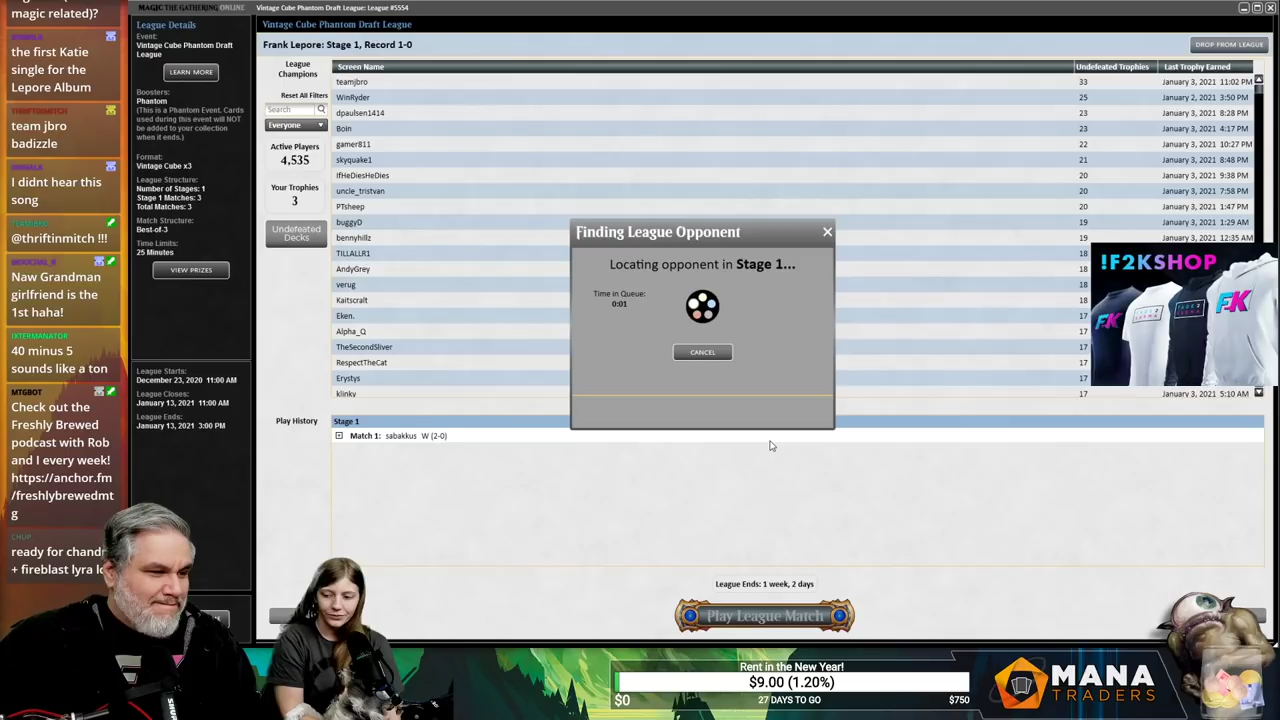 magic related)?
the first Katie
single for the
Lepore Album
team jbro
badizzle
I didnt hear this
song
@thriftinmitch !!!
Naw Grandman
girlfriend is the
1st haha!
IXTERMANATOR
40 minus 5
sounds like a ton
MTGBOT
Check out the
Freshly Brewed
podcast with Rob
and I every week!
https://anchor.fm
/freshlybrewedmt
g
CHUP
ready for chand
+ fireblast lyra lo
MAGIC THE GATHERING ONLINE
League Details
Event:
Vintage Cube Phantom Draft
League
LEARN MORE
Boosters:
Phantom
(This is a Phantom Event. Cards
used during this event will NOT
be added to your collection
when it ends.)
Format:
Vintage Cube x3
League Structure:
Number of Stages: 1
Stage 1 Matches: 3
Total Matches: 3
Match Structure:
Best-of-3
Time Limits:
25 Minutes
VIEW PRIZES
League Starts:
December 23, 2020 11:00 AM
League Closes:
January 13, 2021 11:00 AM
League Ends:
January 13, 2021 3:00 PM
Vintage Cube Phantom Draft League: League #5554
Vintage Cube Phantom Draft League
Frank Lepore: Stage 1, Record 1-0
DROP FROM LEAGUE
League
Champions
Reset All Filters
Search
Everyone
Active Players
4,535
Your Trophies
3
Undefeated
Decks
Screen Name Undefeated Trophies Last Trophy Earned
teamjbro 33 January 3, 2021 11:02 PM
WinRyder 25 January 2, 2021 3:50 PM
dpaulsen1414 23 January 3, 2021 8:28 PM
Boin 23 January 3, 2021 4:17 PM
gamer811 22 January 3, 2021 10:27 PM
skyquake1 21 January 3, 2021 8:48 PM
IfHeDiesHeDies 20 January 3, 2021 9:38 PM
uncle_tristvan 20 January 3, 2021 7:58 PM
PTsheep 20 January 3, 2021 1:47 PM
buggyD 19 January 3, 2021 1:29 AM
bennyhillz 19 January 3, 2021 12:35 AM
TILLALLR1 18
AndyGrey 18
verug 18
Kaitscraft 18
Eken. 17
Alpha_Q 17
TheSecondSliver 17
RespectTheCat 17
Erystys 17
klinky 17 January 3, 2021 5:10 AM
Finding League Opponent
Locating opponent in Stage 1...
Time in Queue:
0:01
CANCEL
!F2KSHOP
FK
FK
Play History
Stage 1
Match 1: sabakkus W (2-0)
League Ends: 1 week, 2 days
Play League Match
Rent in the New Year!
$9.00 (1.20%)
$0 27 DAYS TO GO $750
MANA
TRADERS